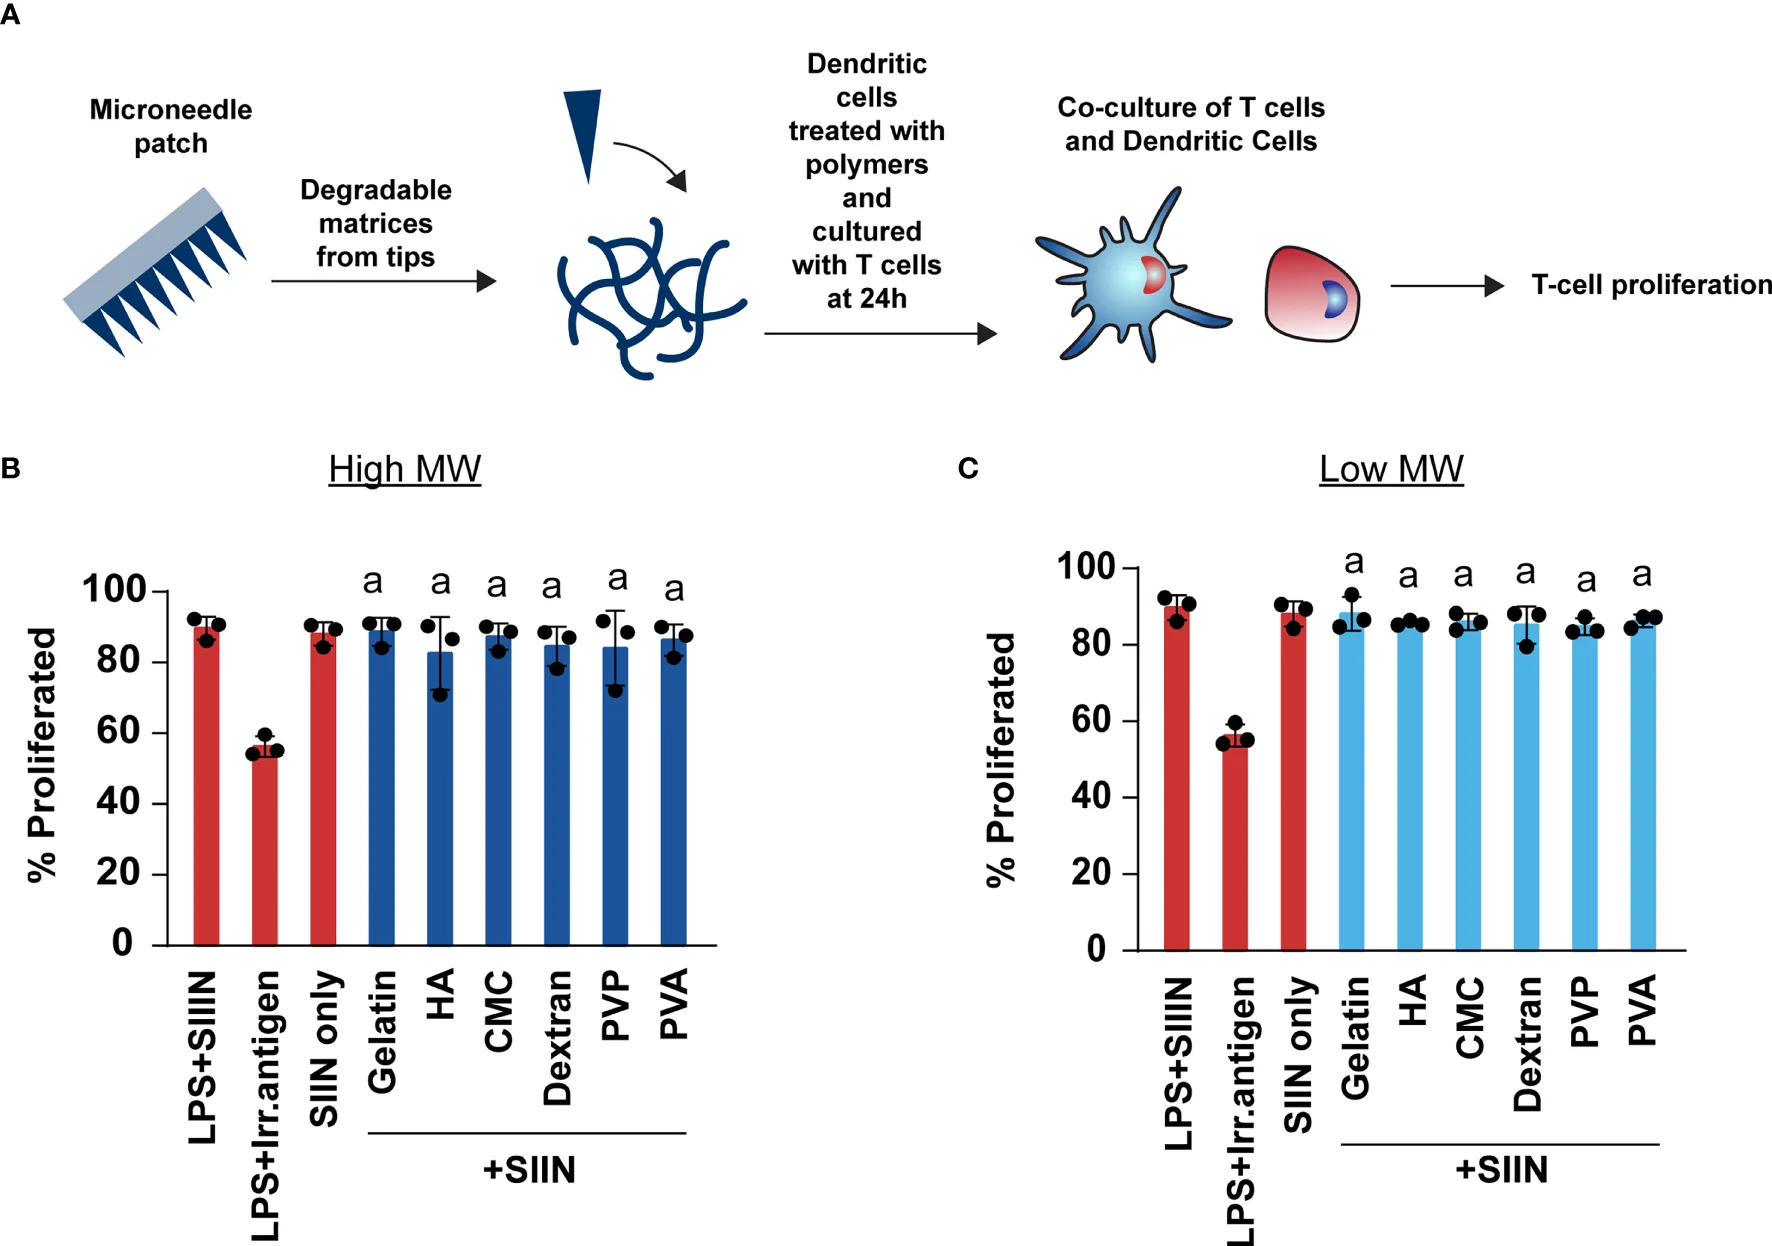 A
Microneedle
patch
Degradable
matrices
from tips
Dendritic
cells
treated with
polymers
and
cultured
with T cells
at 24h
Co-culture of T cells
and Dendritic Cells
T-cell proliferation
B
High MW
% Proliferated
100
80
60
40
20
0
a a a a a a
LPS+SIIN
LPS+Irr.antigen
SIIN only
Gelatin
HA
CMC
Dextran
PVP
PVA
+SIIN
C
Low MW
% Proliferated
100
80
60
40
20
0
a a a a a a
LPS+SIIN
LPS+Irr.antigen
SIIN only
Gelatin
HA
CMC
Dextran
PVP
PVA
+SIIN